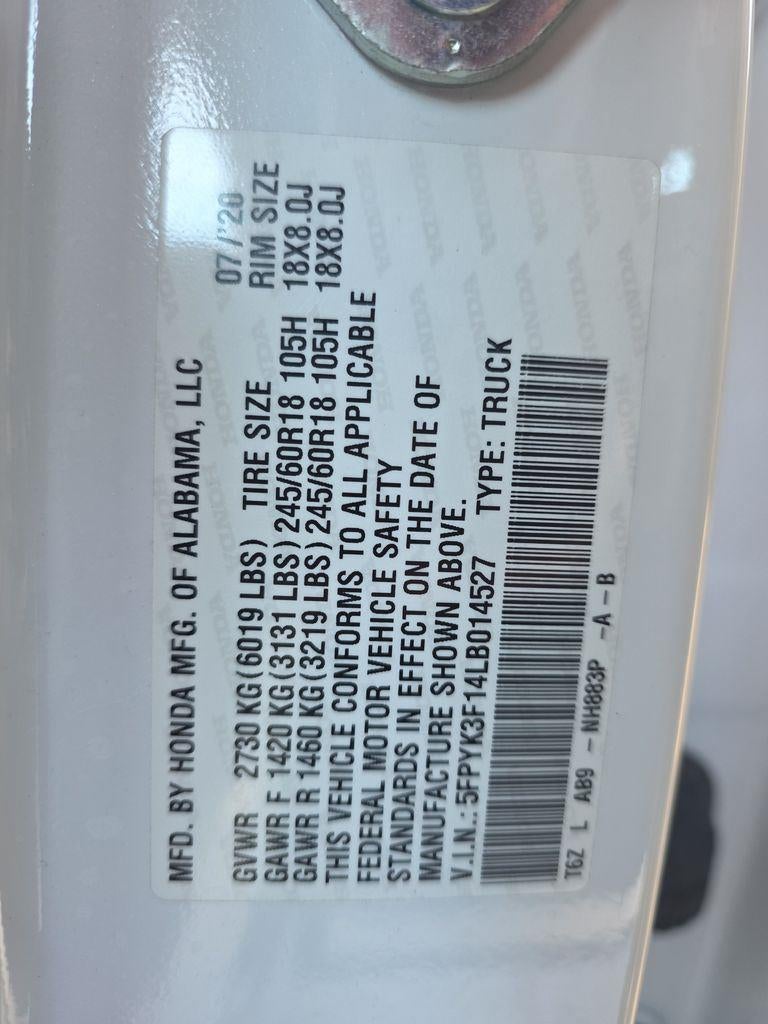 MFD. BY HONDA MFG. OF ALABAMA, LLC
07/'20
GVWR 2730 KG(6019 LBS) TIRE SIZE RIM SIZE
GAWR F 1420 KG(3131 LBS) 245/60R18 105H 18X8.0J
GAWR R 1460 KG(3219 LBS) 245/60R18 105H 18X8.0J
THIS VEHICLE CONFORMS TO ALL APPLICABLE
FEDERAL MOTOR VEHICLE SAFETY
STANDARDS IN EFFECT ON THE DATE OF
MANUFACTURE SHOWN ABOVE.
V.I.N.: 5FPYK3F14LB014527 TYPE: TRUCK
T6Z L AB9 - NH883P -A-B